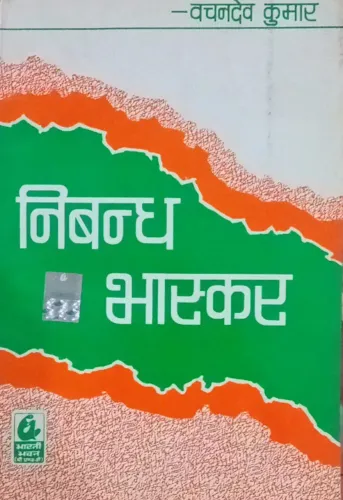 —वचनदेव कुमार
निबन्ध
भास्कर
भारती
भवन